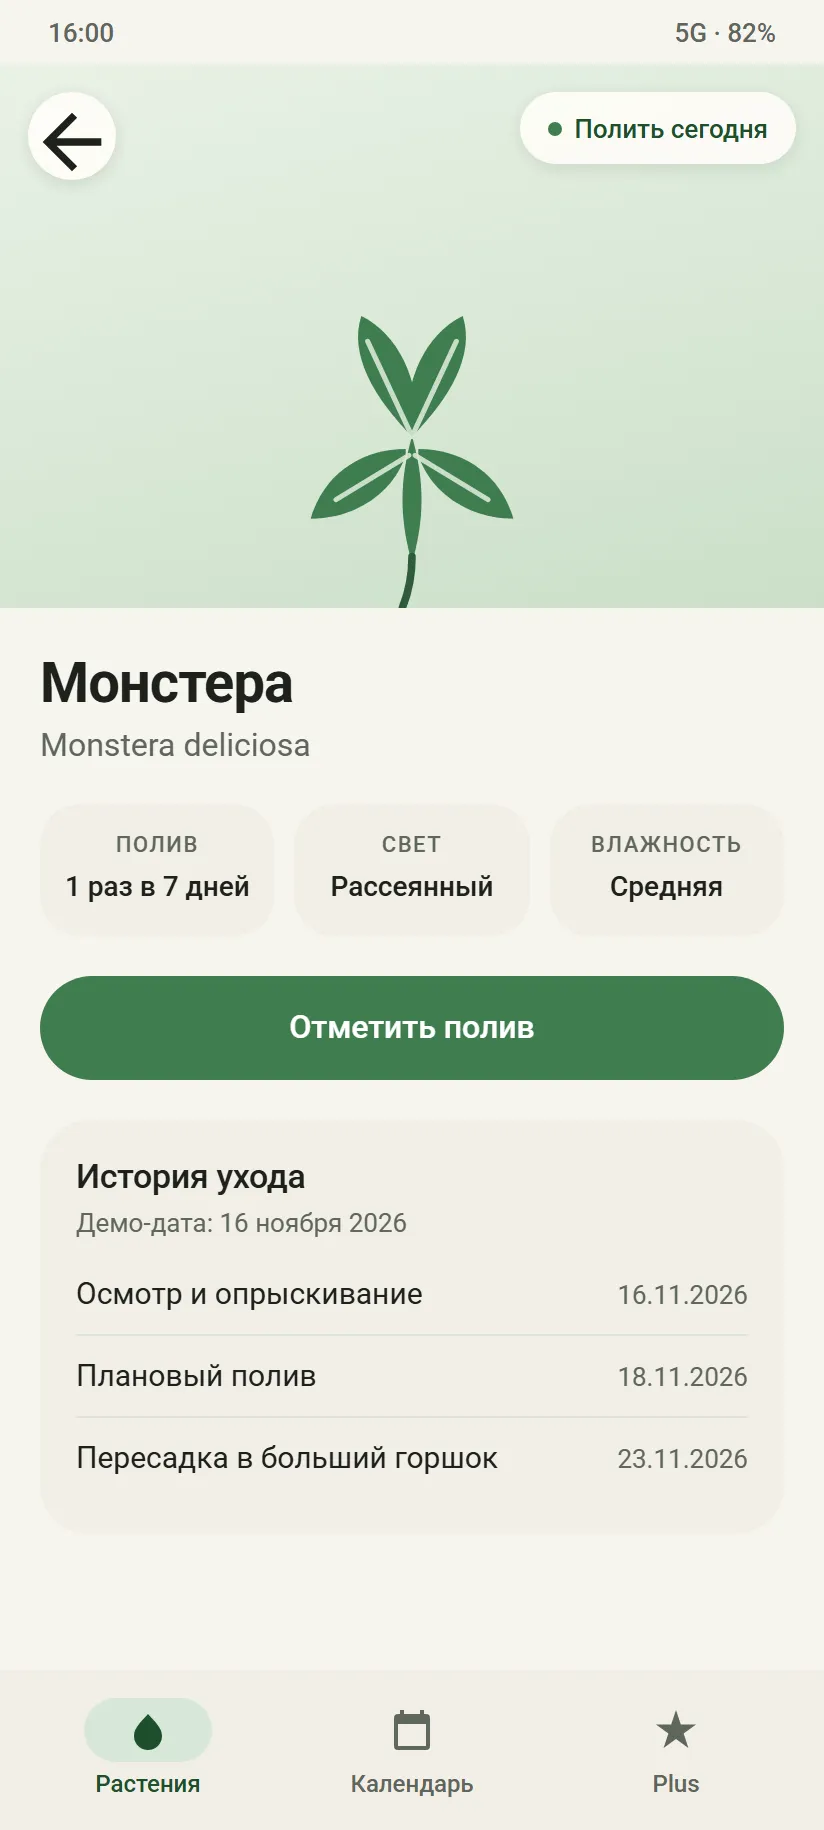 16:00
5G · 82%
Полить сегодня
Монстера
Monstera deliciosa
ПОЛИВ
1 раз в 7 дней
СВЕТ
Рассеянный
ВЛАЖНОСТЬ
Средняя
Отметить полив
История ухода
Демо-дата: 16 ноября 2026
Осмотр и опрыскивание 16.11.2026
Плановый полив 18.11.2026
Пересадка в больший горшок 23.11.2026
Растения
Календарь
Plus